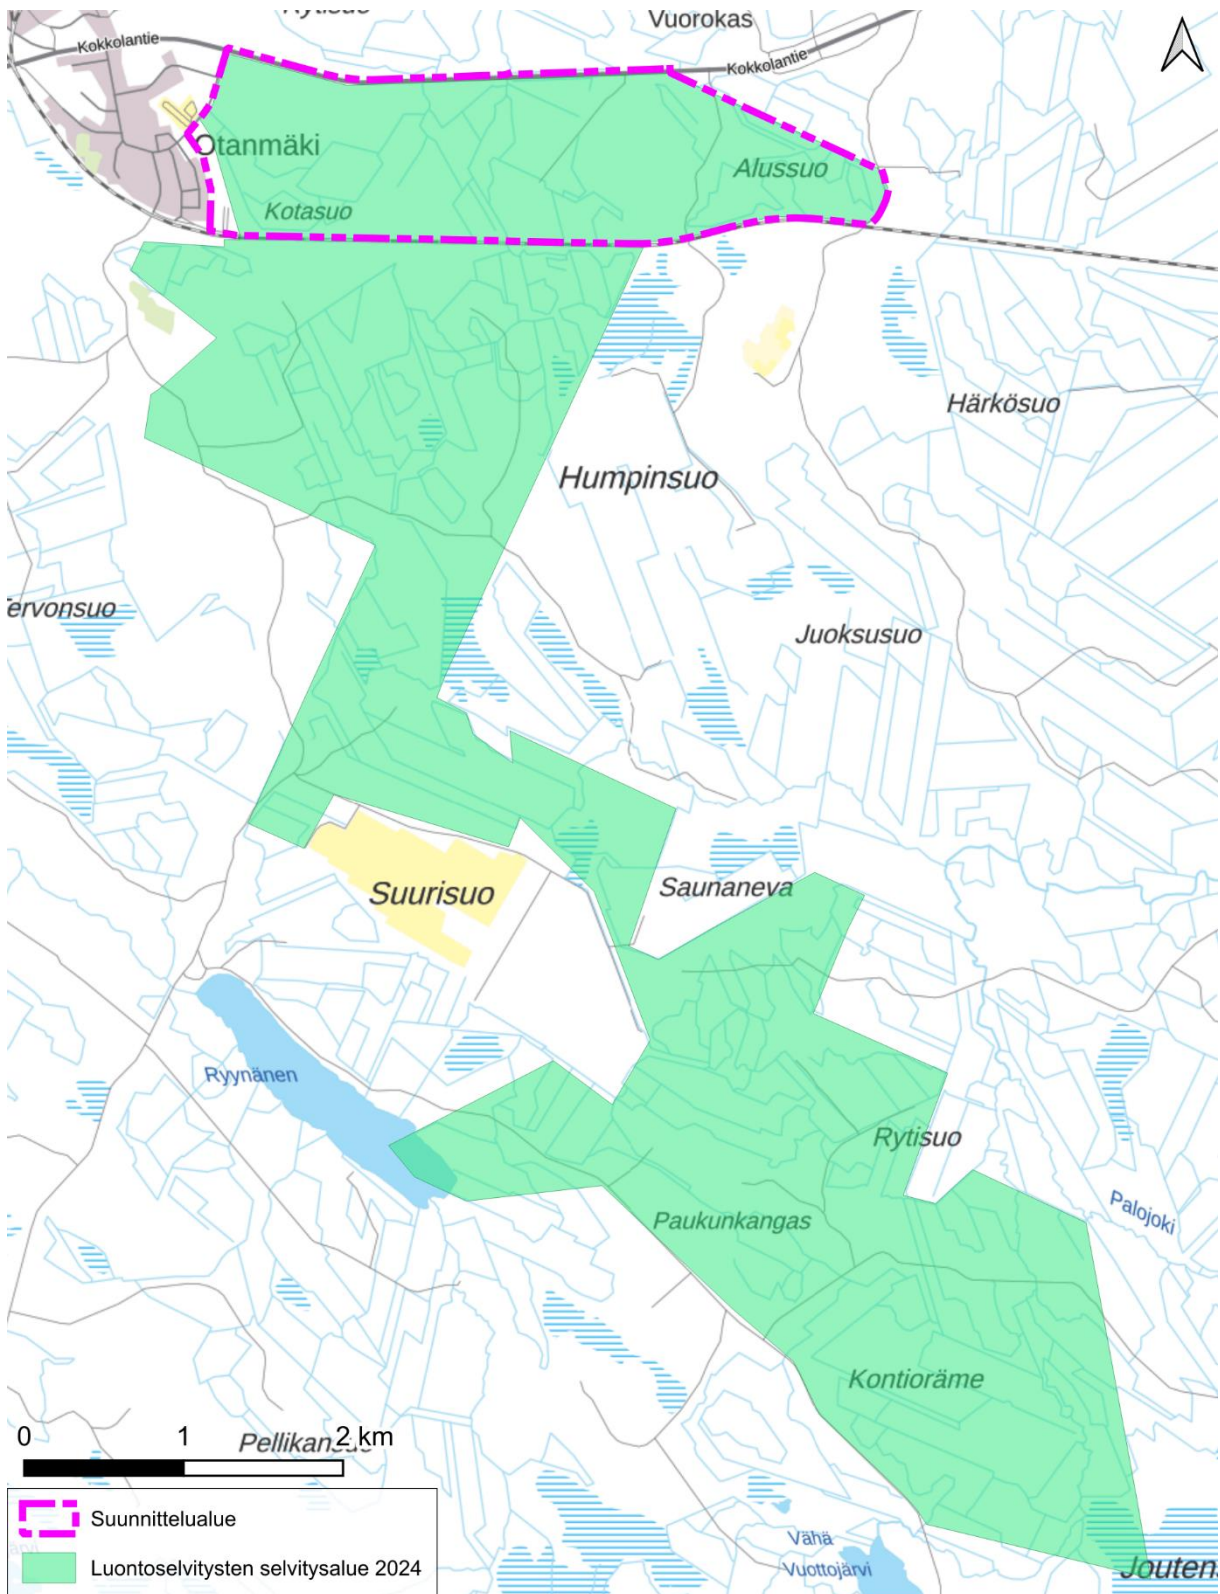 Vuorokas
Kokkolantie
Kokkolantie
Otanmäki
Alussuo
Kotasuo
Härkösuo
Humpinsuo
ervonsuo
Juoksusuo
Suurisuo
Saunaneva
Ryynänen
Rytisuo
Palojoki
Paukunkangas
Kontioräme
0 1 2 km
Suunnittelualue
Luontoselvitysten selvitysalue 2024
Vähä
Vuottojärvi
Joutens